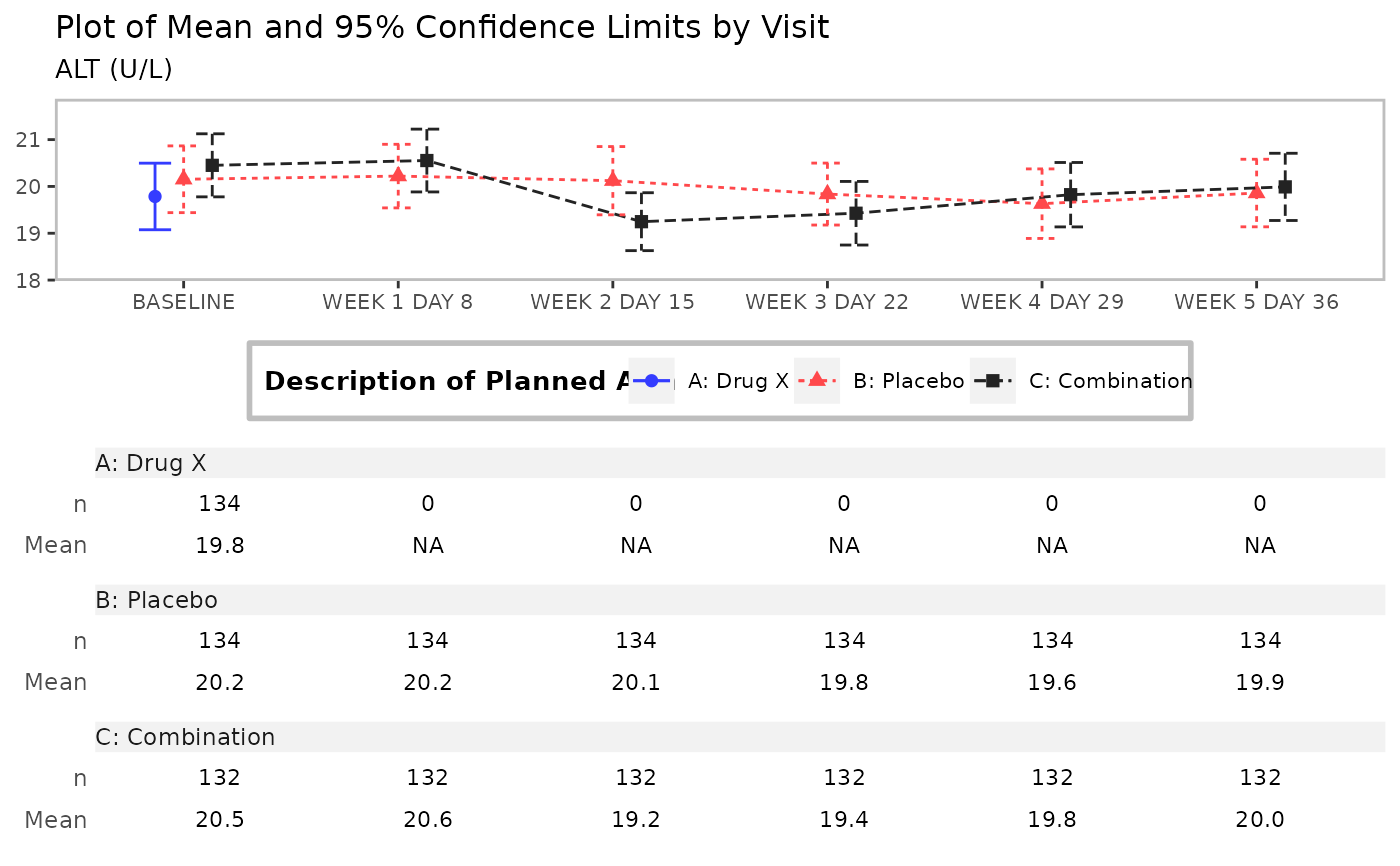 Plot of Mean and 95% Confidence Limits by Visit
ALT (U/L)
21
20
19
18
BASELINE WEEK 1 DAY 8 WEEK 2 DAY 15 WEEK 3 DAY 22 WEEK 4 DAY 29 WEEK 5 DAY 36
Description of Planned A: Drug X B: Placebo C: Combination
A: Drug X
n 134 0 0 0 0 0
Mean 19.8 NA NA NA NA NA
B: Placebo
n 134 134 134 134 134 134
Mean 20.2 20.2 20.1 19.8 19.6 19.9
C: Combination
n 132 132 132 132 132 132
Mean 20.5 20.6 19.2 19.4 19.8 20.0